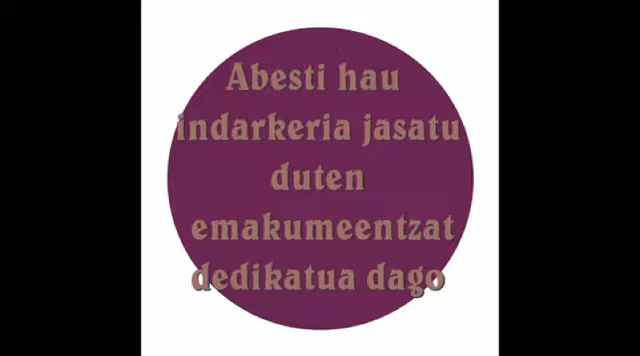 Abesti hau
indarkeria jasatu
duten
emakumeentzat
dedikatua dago